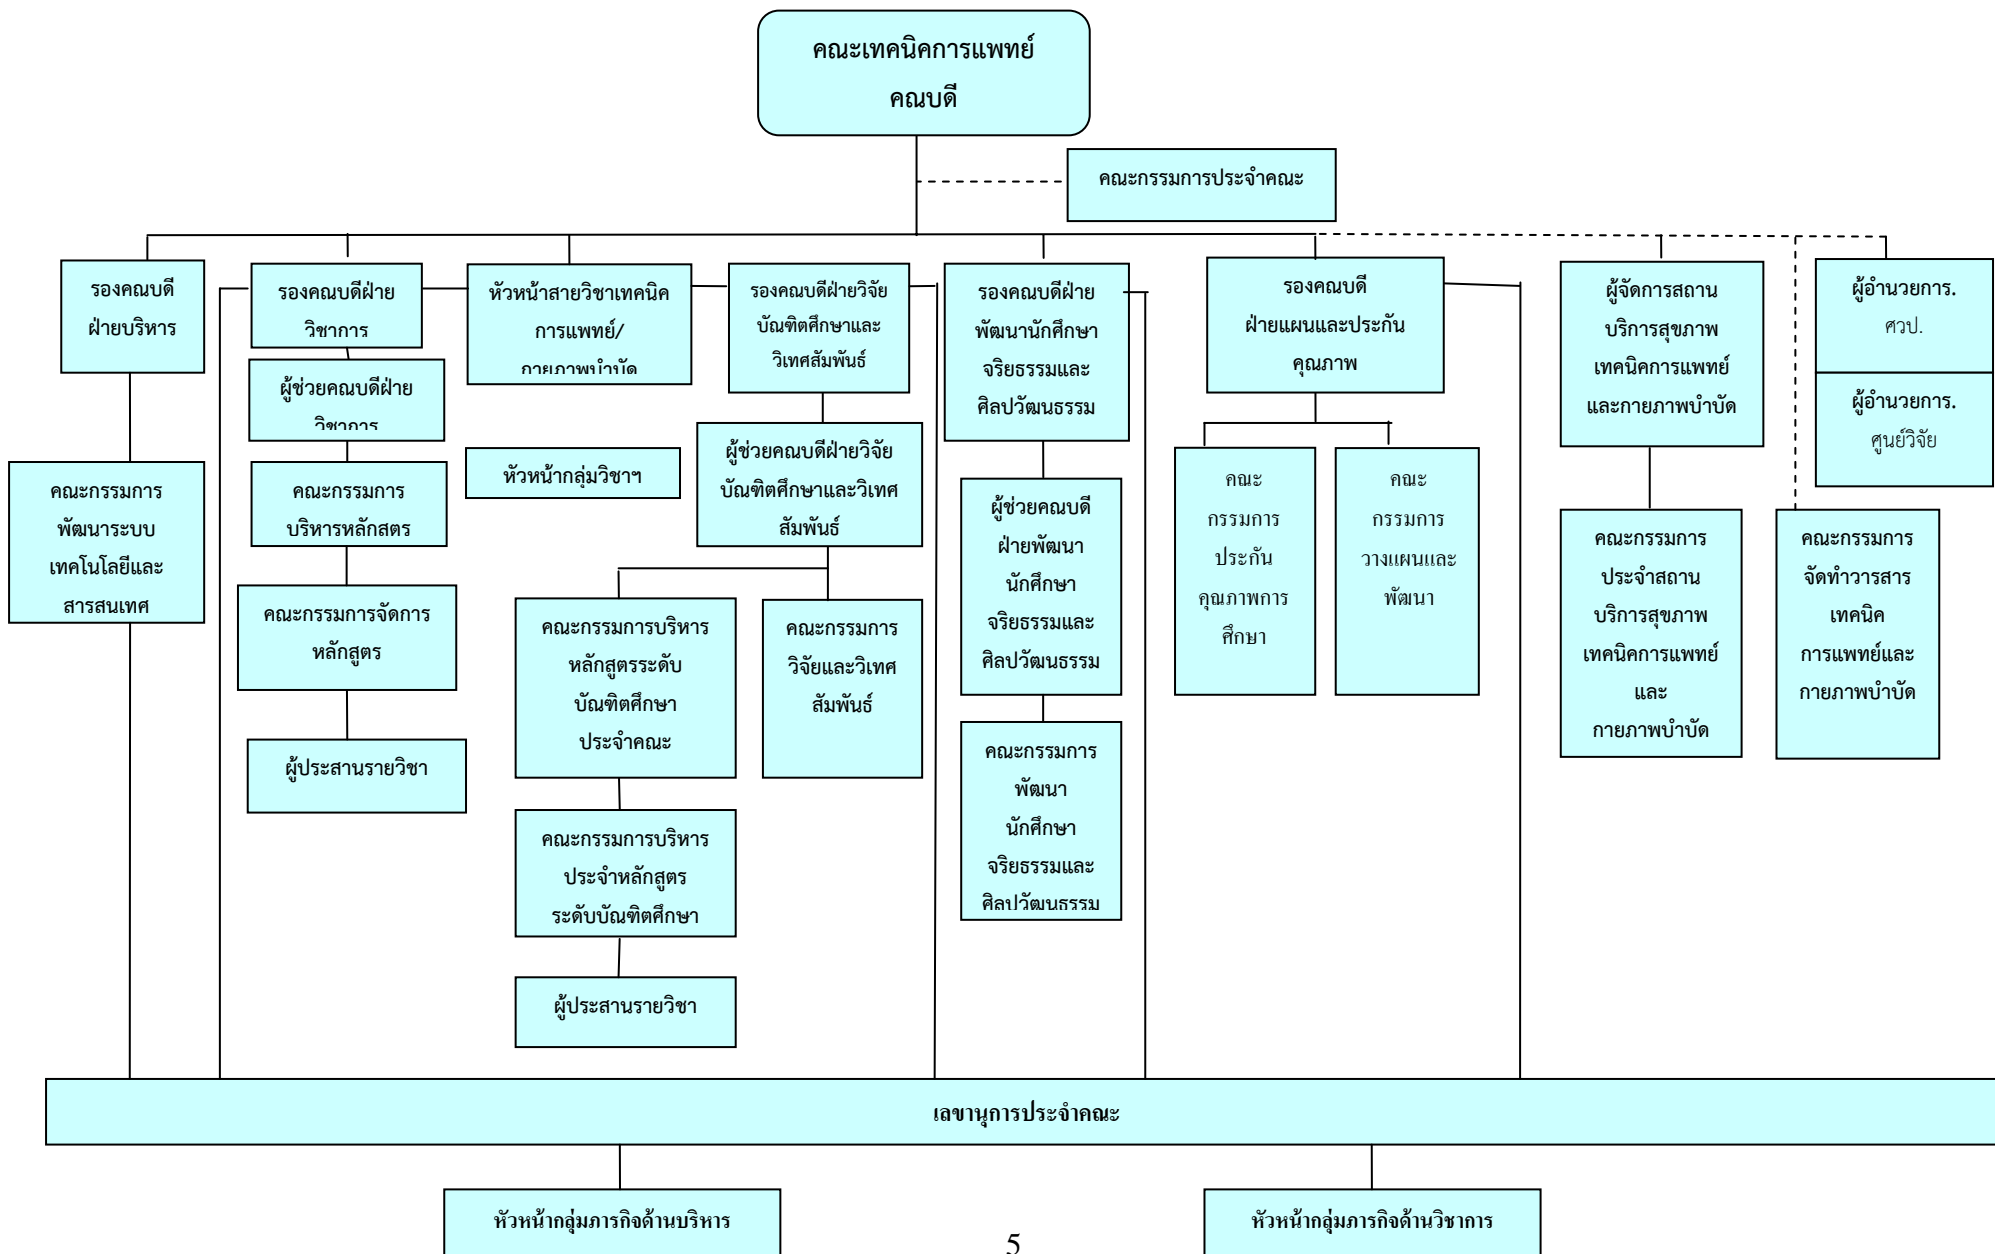 คณะเทคนิคการแพทย์
คณบดี
คณะกรรมการประจำคณะ
รองคณบดี
ฝ่ายบริหาร
รองคณบดีฝ่าย
วิชาการ
หัวหน้าสายวิชาเทคนิค
การแพทย์/
กายภาพบำบัด
รองคณบดีฝ่ายวิจัย
บัณฑิตศึกษาและ
วิเทศสัมพันธ์
รองคณบดีฝ่าย
พัฒนานักศึกษา
จริยธรรมและ
ศิลปวัฒนธรรม
รองคณบดี
ฝ่ายแผนและประกัน
คุณภาพ
ผู้จัดการสถาน
บริการสุขภาพ
เทคนิคการแพทย์
และกายภาพบำบัด
ผู้อำนวยการ.
ศวป.
ผู้อำนวยการ.
ศูนย์วิจัย
ผู้ช่วยคณบดีฝ่าย
วิชาการ
หัวหน้ากลุ่มวิชาฯ
ผู้ช่วยคณบดีฝ่ายวิจัย
บัณฑิตศึกษาและวิเทศ
สัมพันธ์
คณะกรรมการ
พัฒนาระบบ
เทคโนโลยีและ
สารสนเทศ
คณะกรรมการ
บริหารหลักสูตร
คณะกรรมการจัดการ
หลักสูตร
ผู้ประสานรายวิชา
คณะกรรมการบริหาร
หลักสูตรระดับ
บัณฑิตศึกษา
ประจำคณะ
คณะกรรมการ
วิจัยและวิเทศ
สัมพันธ์
คณะกรรมการบริหาร
ประจำหลักสูตร
ระดับบัณฑิตศึกษา
ผู้ประสานรายวิชา
ผู้ช่วยคณบดี
ฝ่ายพัฒนา
นักศึกษา
จริยธรรมและ
ศิลปวัฒนธรรม
คณะกรรมการ
พัฒนา
นักศึกษา
จริยธรรมและ
ศิลปวัฒนธรรม
คณะ
กรรมการ
ประกัน
คุณภาพการ
ศึกษา
คณะ
กรรมการ
วางแผนและ
พัฒนา
คณะกรรมการ
ประจำสถาน
บริการสุขภาพ
เทคนิคการแพทย์
และ
กายภาพบำบัด
คณะกรรมการ
จัดทำวารสาร
เทคนิค
การแพทย์และ
กายภาพบำบัด
เลขานุการประจำคณะ
หัวหน้ากลุ่มภารกิจด้านบริหาร
หัวหน้ากลุ่มภารกิจด้านวิชาการ
5